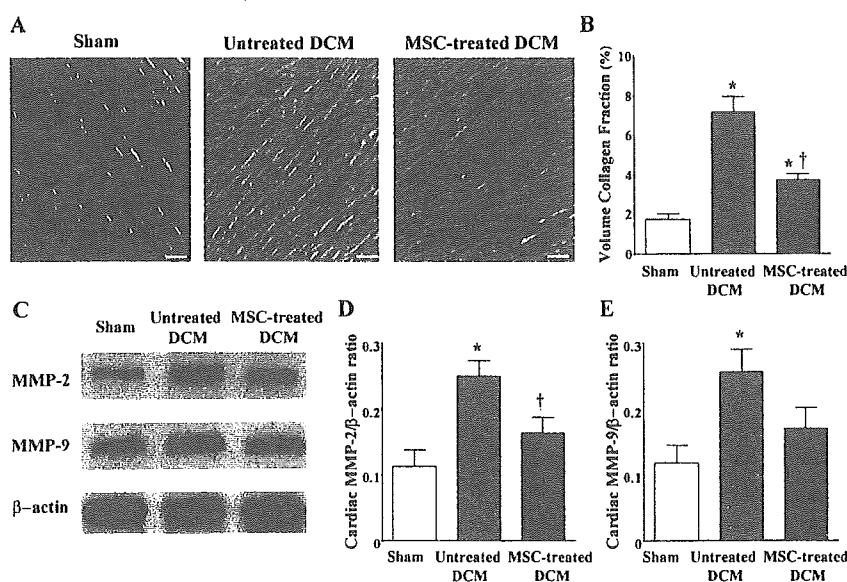 A
Sham
Untreated DCM
MSC-treated DCM
B
Volume Collagen Fraction (%)
10
8
6
4
2
0
*
* †
Sham
Untreated
DCM
MSC-treated
DCM
C
Sham
Untreated
DCM
MSC-treated
DCM
MMP-2
MMP-9
β-actin
D
Cardiac MMP-2/β-actin ratio
0.3
0.2
0.1
0
*
†
Sham
Untreated
DCM
MSC-treated
DCM
E
Cardiac MMP-9/β-actin ratio
0.3
0.2
0.1
0
*
Sham
Untreated
DCM
MSC-treated
DCM